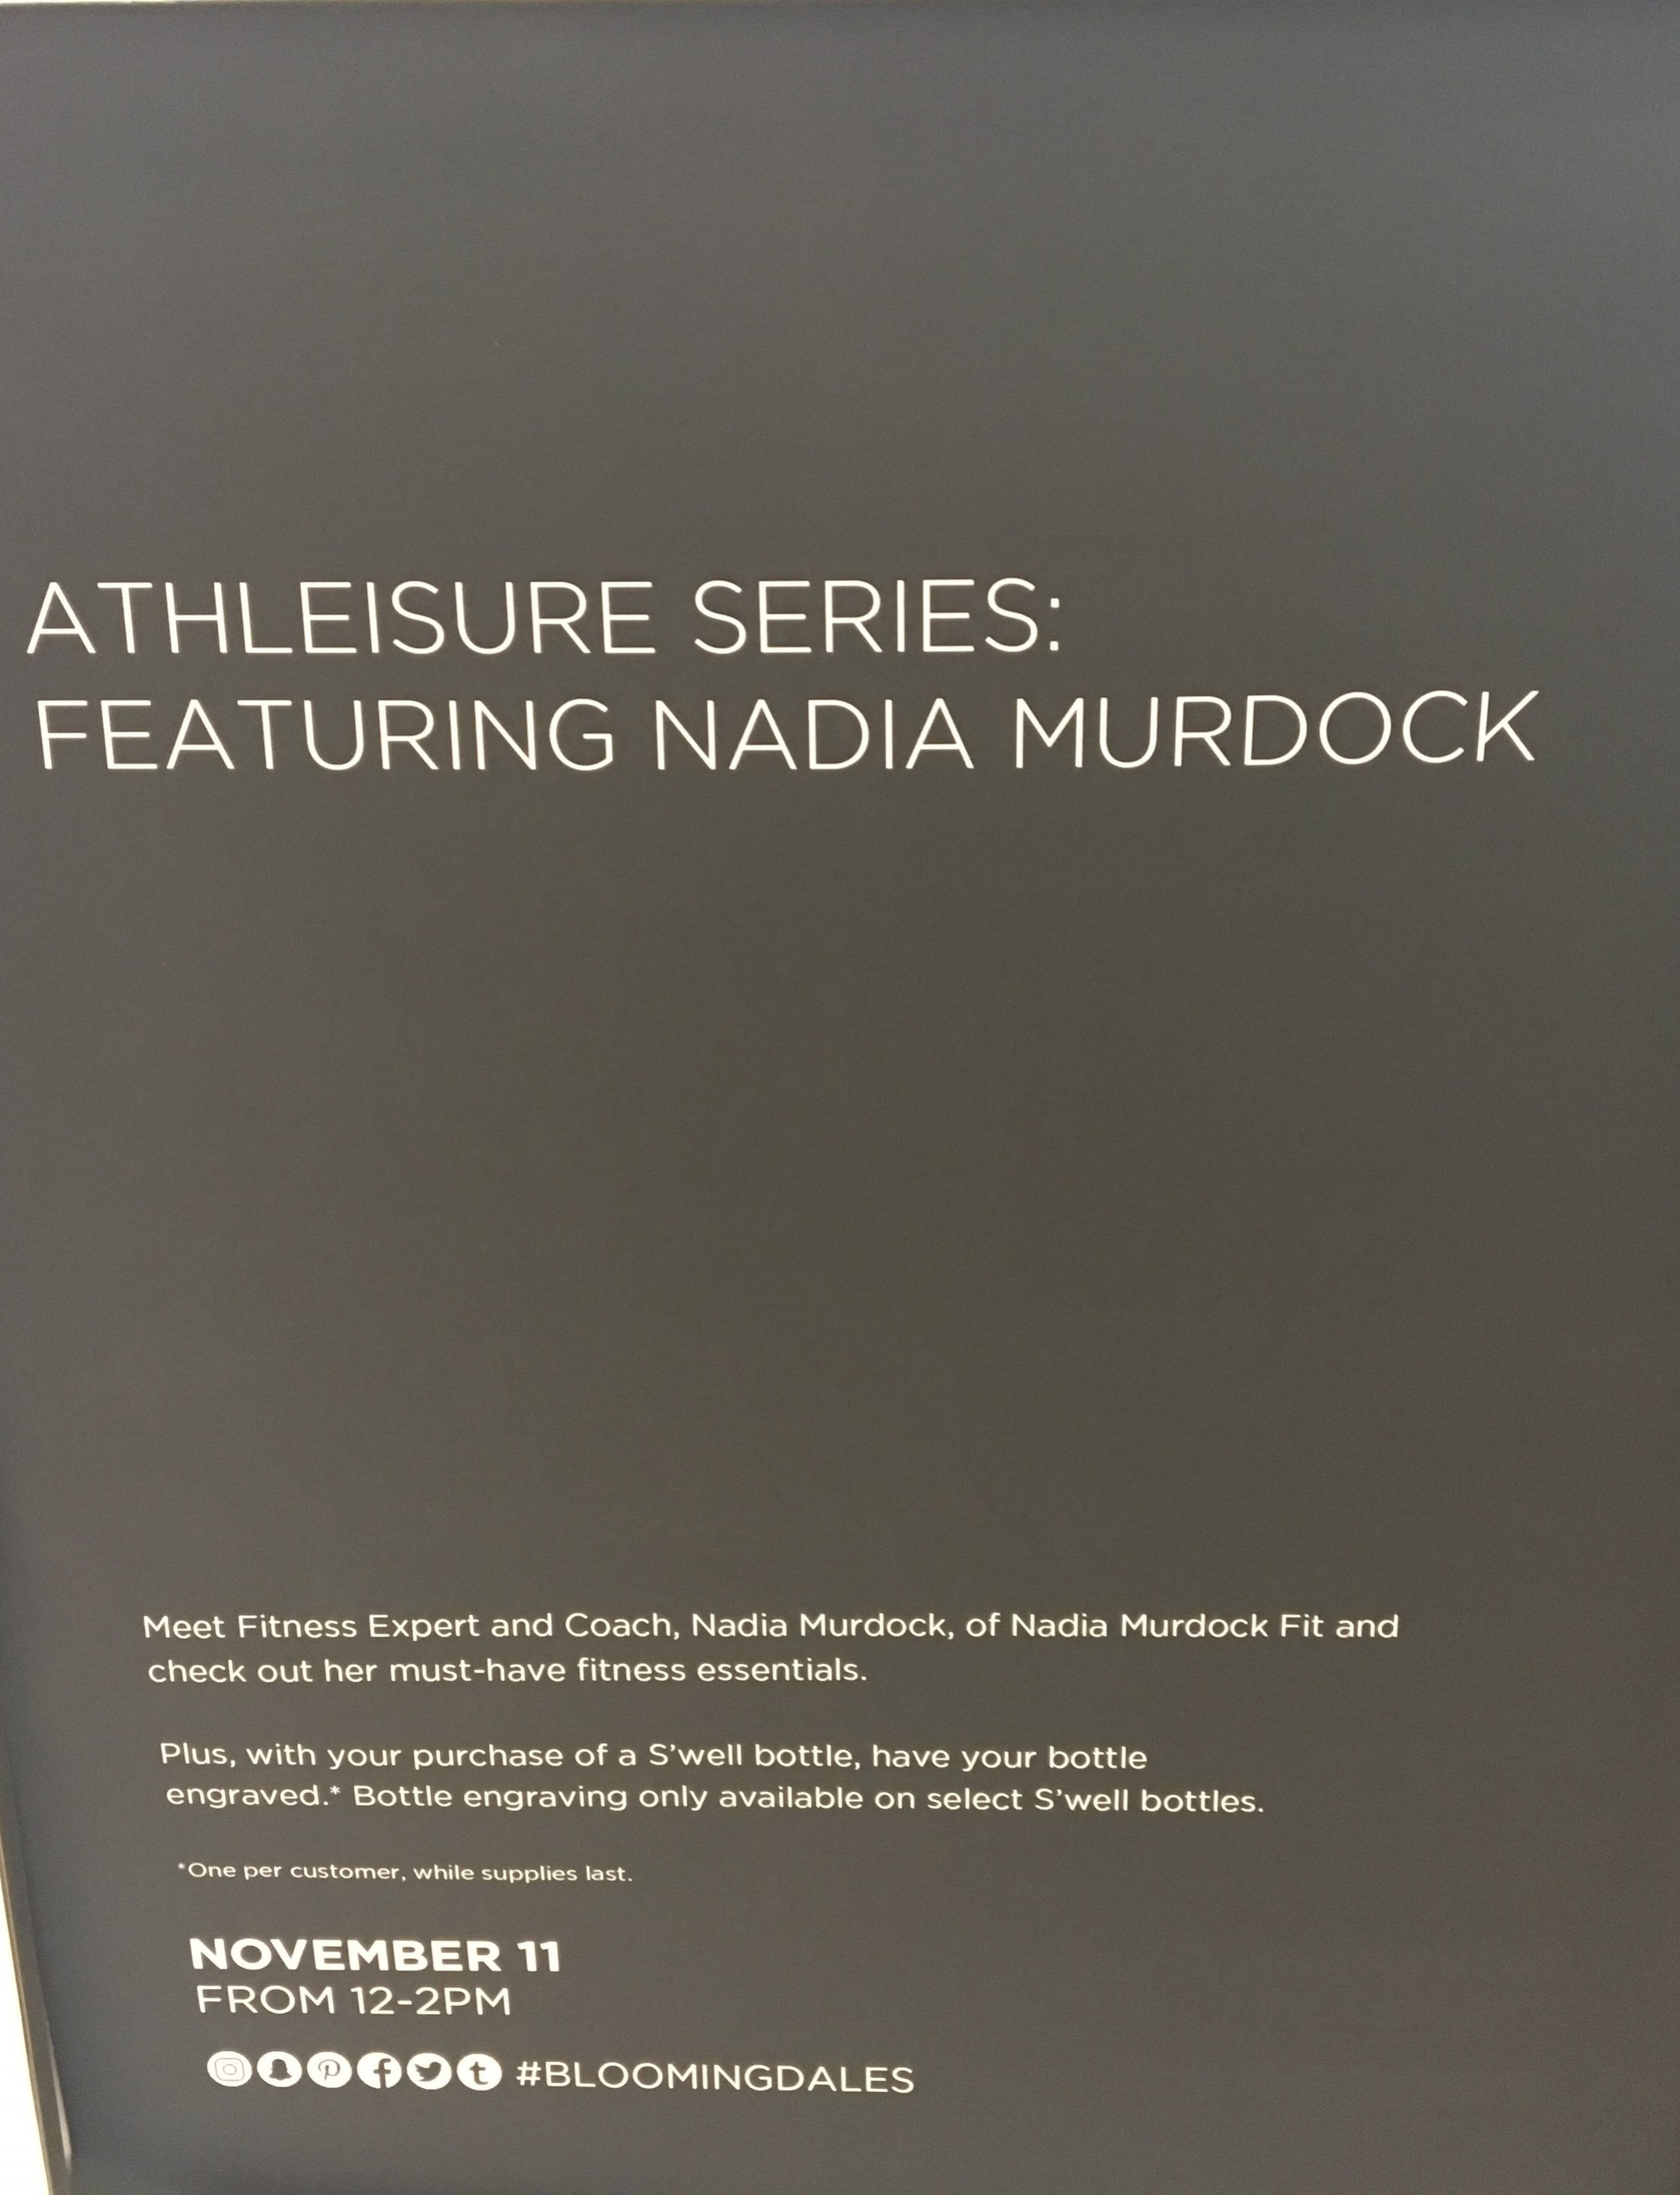 ATHLEISURE SERIES:
FEATURING NADIA MURDOCK
Meet Fitness Expert and Coach, Nadia Murdock, of Nadia Murdock Fit and
check out her must-have fitness essentials.
Plus, with your purchase of a S'well bottle, have your bottle
engraved.* Bottle engraving only available on select S'well bottles.
*One per customer, while supplies last.
NOVEMBER 11
FROM 12-2PM
#BLOOMINGDALES